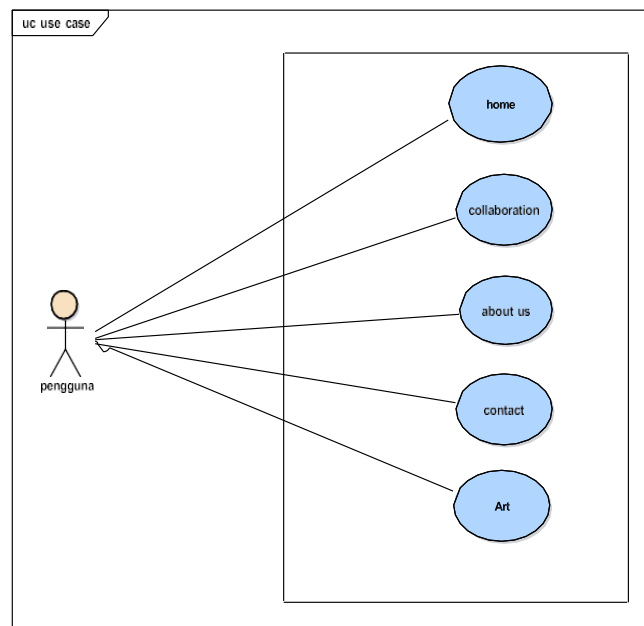 uc use case
home
collaboration
about us
pengguna
contact
Art